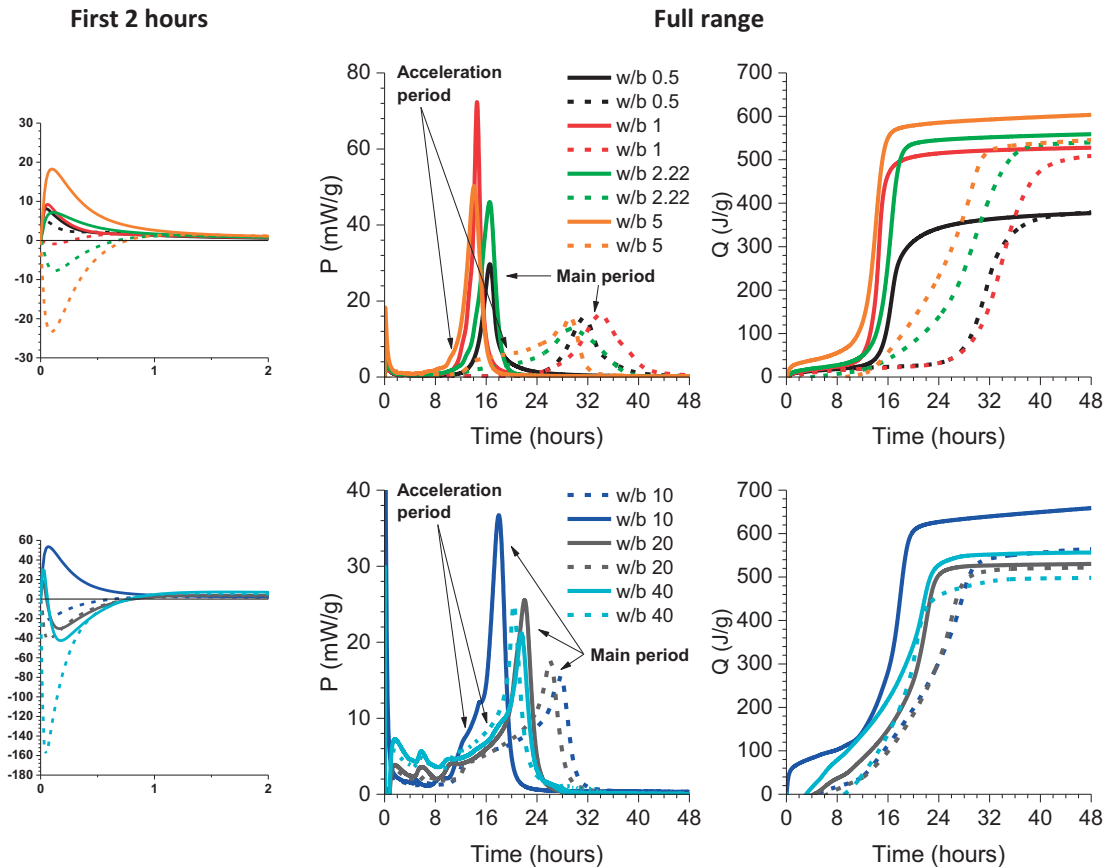 First 2 hours
Full range
30
20
10
0
-10
-20
-30
0
1
2
80
60
40
20
0
P (mW/g)
Acceleration
period
Main period
w/b 0.5
w/b 0.5
w/b 1
w/b 1
w/b 2.22
w/b 2.22
w/b 5
w/b 5
0 8 16 24 32 40 48
Time (hours)
700
600
500
400
300
200
100
0
Q (J/g)
0 8 16 24 32 40 48
Time (hours)
60
40
20
0
-20
-40
-60
-80
-100
-120
-140
-160
-180
0
1
2
40
30
20
10
0
P (mW/g)
Acceleration
period
Main period
w/b 10
w/b 10
w/b 20
w/b 20
w/b 40
w/b 40
0 8 16 24 32 40 48
Time (hours)
700
600
500
400
300
200
100
0
Q (J/g)
0 8 16 24 32 40 48
Time (hours)